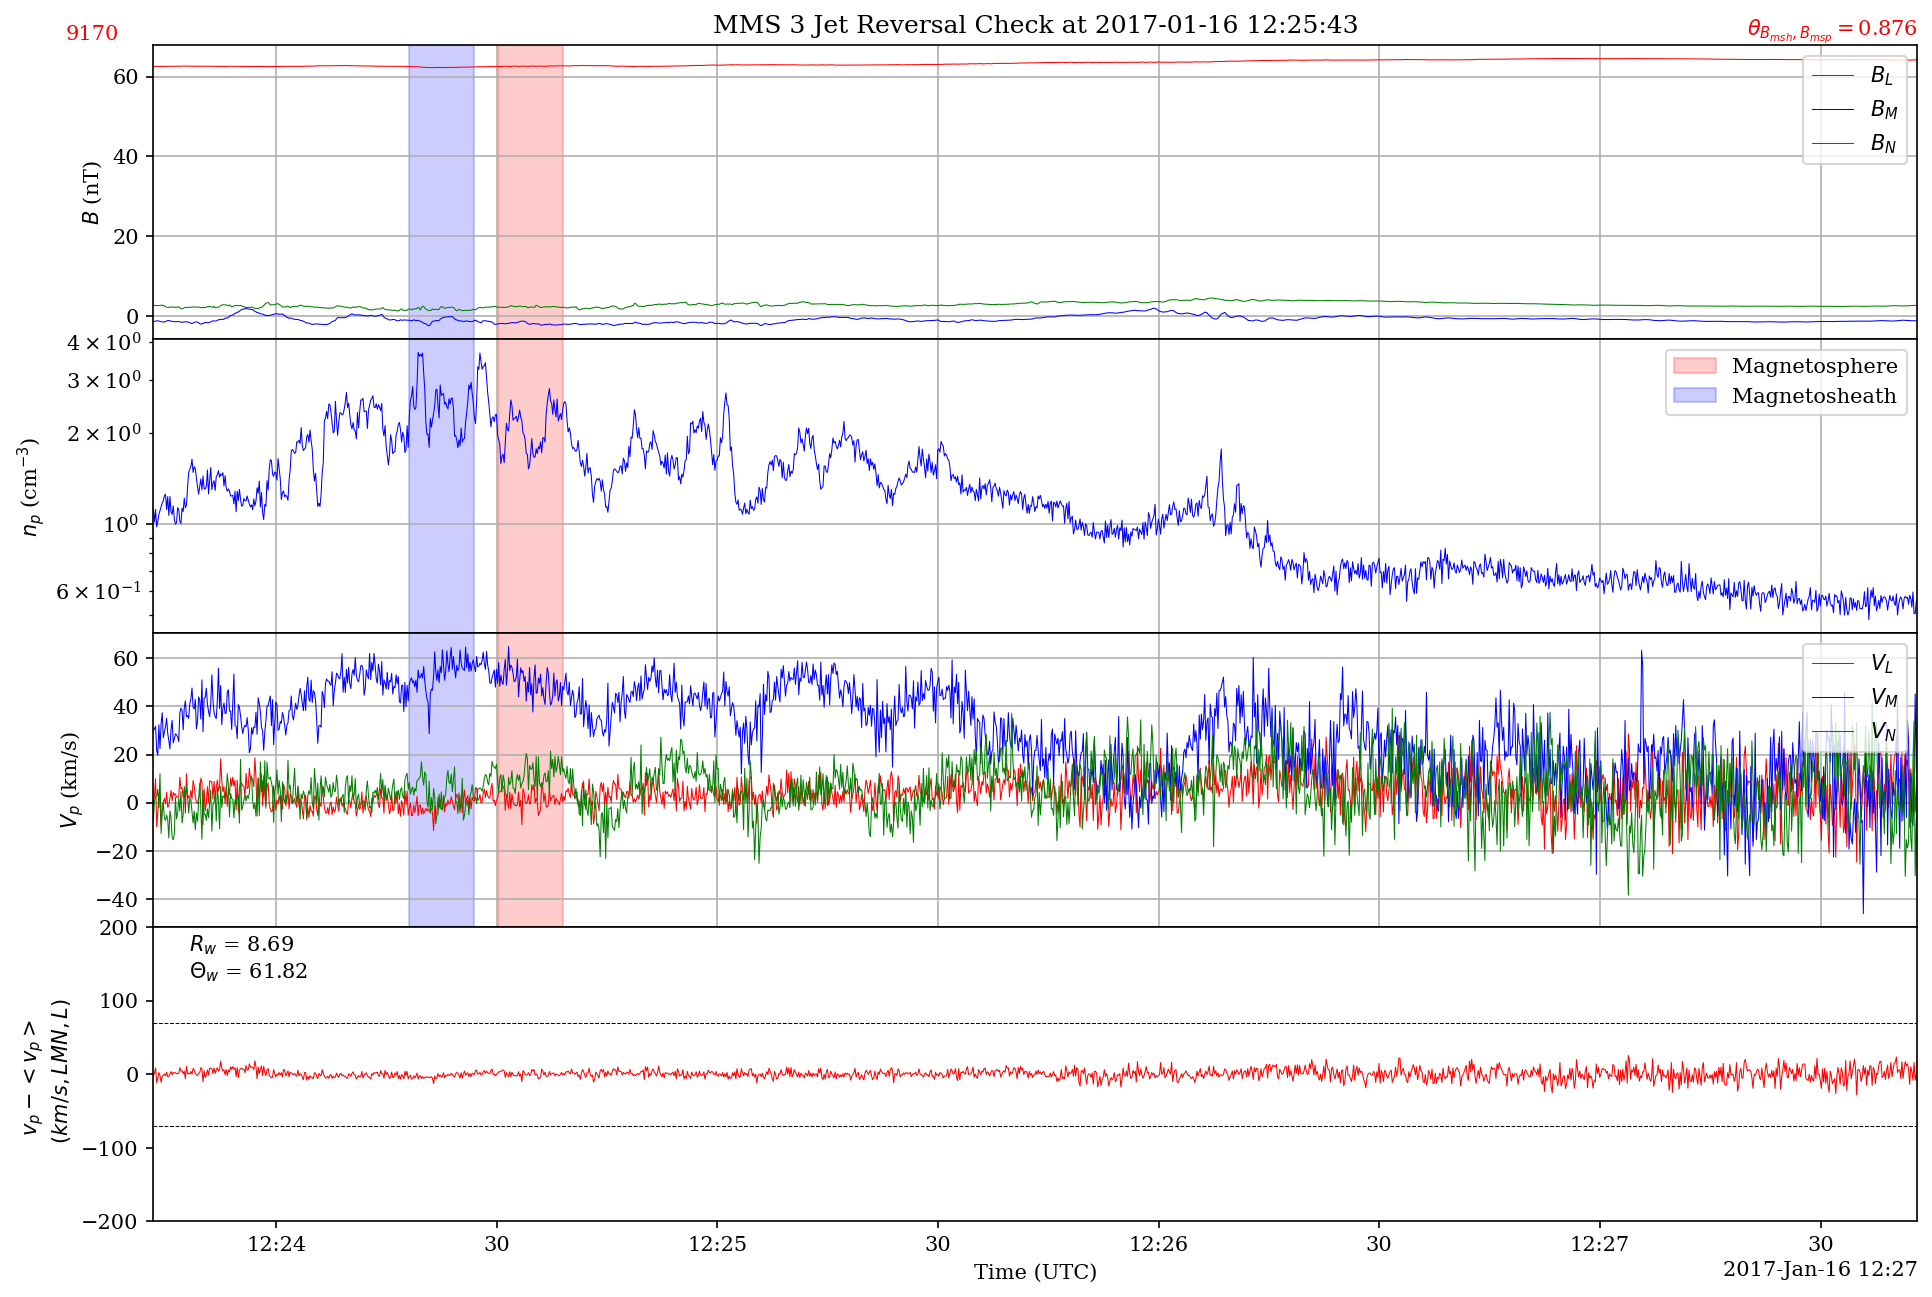 9170
MMS 3 Jet Reversal Check at 2017-01-16 12:25:43
θ_{B_{msh}, B_{msp}} = 0.876
B (nT)
60
40
20
0
B_L
B_M
B_N
n_p (cm^{-3})
4 × 10^0
3 × 10^0
2 × 10^0
10^0
6 × 10^{-1}
Magnetosphere
Magnetosheath
V_p (km/s)
60
40
20
0
−20
−40
V_L
V_M
V_N
v_p − < v_p >
(km/s, LMN, L)
200
100
0
−100
−200
R_w = 8.69
Θ_w = 61.82
12:24 30 12:25 30 12:26 30 12:27 30
Time (UTC)
2017-Jan-16 12:27